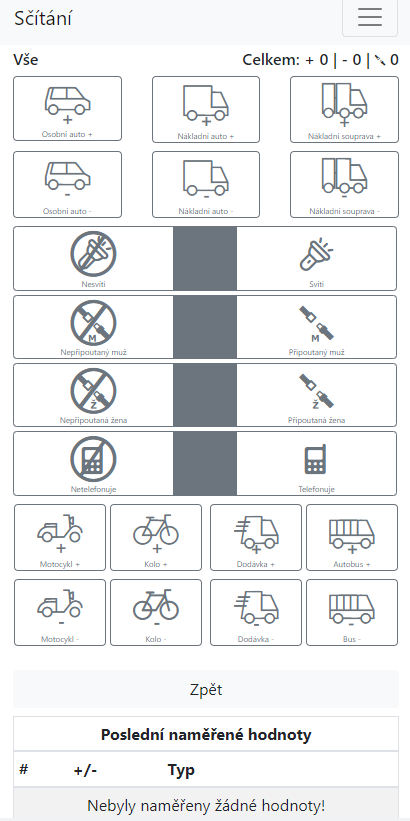 Sčítání
Vše Celkem: + 0 | - 0 | 0
+ + +
Osobní auto + Nákladní auto + Nákladní souprava +
- - -
Osobní auto - Nákladní auto - Nákladní souprava -
Nesvítí Svítí
M M
Nepřipoutaný muž Připoutaný muž
Ž Ž
Nepřipoutaná žena Připoutaná žena
Netelefonuje Telefonuje
+ + + +
Motocykl + Kolo + Dodávka + Autobus +
- - - -
Motocykl - Kolo - Dodávka - Bus -
Zpět
Poslední naměřené hodnoty
# +/- Typ
Nebyly naměřeny žádné hodnoty!